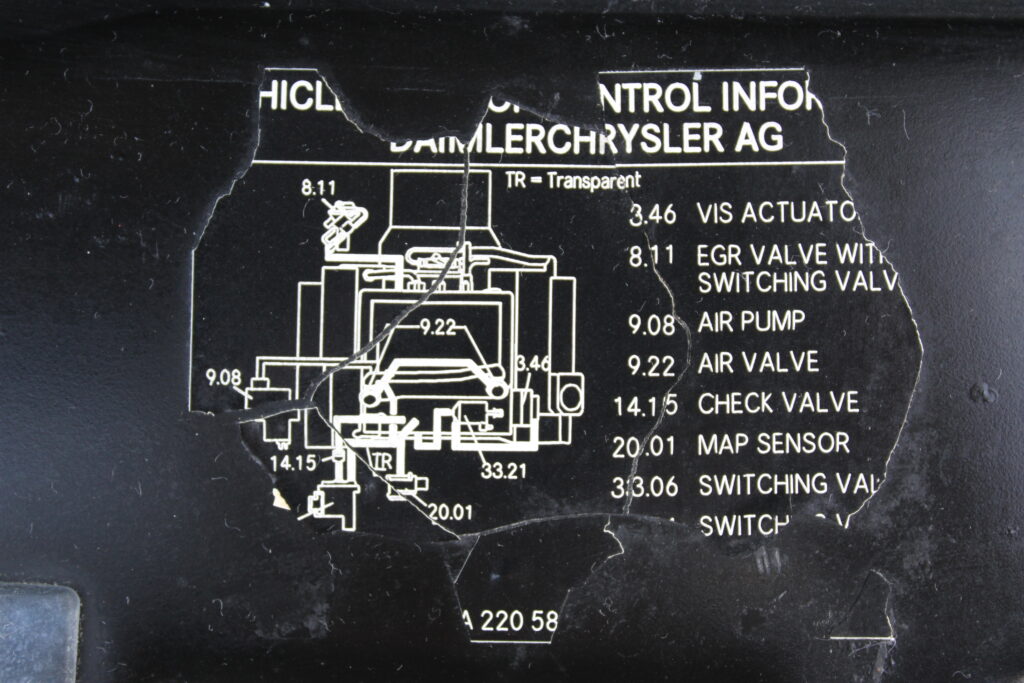 NTROL INFOR
DAIMLERCHRYSLER AG
TR = Transparent
8.11
9.22
9.08
3.46
14.15
TR
33.21
20.01
3.46 VIS ACTUATO
8.11 EGR VALVE WITH
SWITCHING VALV
9.08 AIR PUMP
9.22 AIR VALVE
14.15 CHECK VALVE
20.01 MAP SENSOR
33.06 SWITCHING VAL
SWITCH
A 220 58